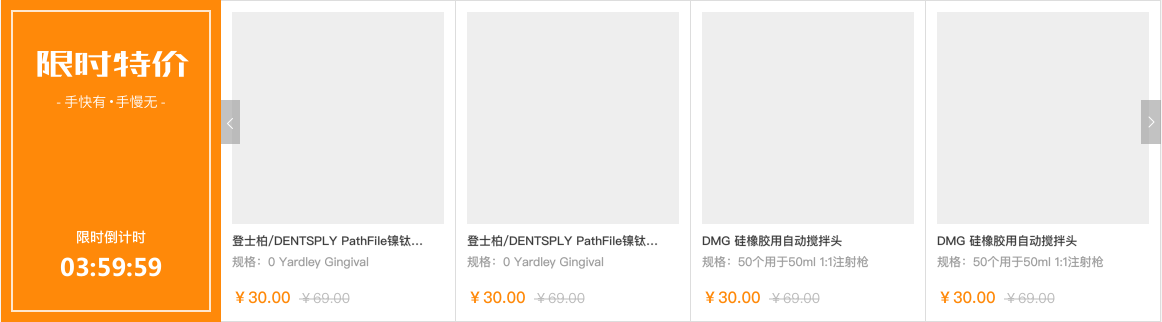 限时特价
- 手快有·手慢无 -
限时倒计时
03:59:59
登士柏/DENTSPLY PathFile镍钛...
规格：0 Yardley Gingival
￥30.00 ￥69.00
登士柏/DENTSPLY PathFile镍钛...
规格：0 Yardley Gingival
￥30.00 ￥69.00
DMG 硅橡胶用自动搅拌头
规格：50个用于50ml 1:1注射枪
￥30.00 ￥69.00
DMG 硅橡胶用自动搅拌头
规格：50个用于50ml 1:1注射枪
￥30.00 ￥69.00